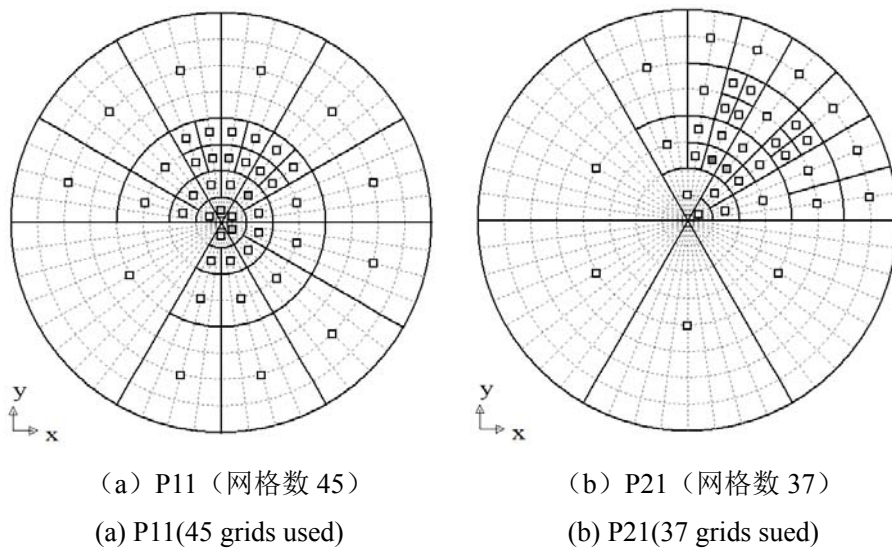 y
x
y
x
（a）P11（网格数 45）
（b）P21（网格数 37）
(a) P11(45 grids used)
(b) P21(37 grids sued)